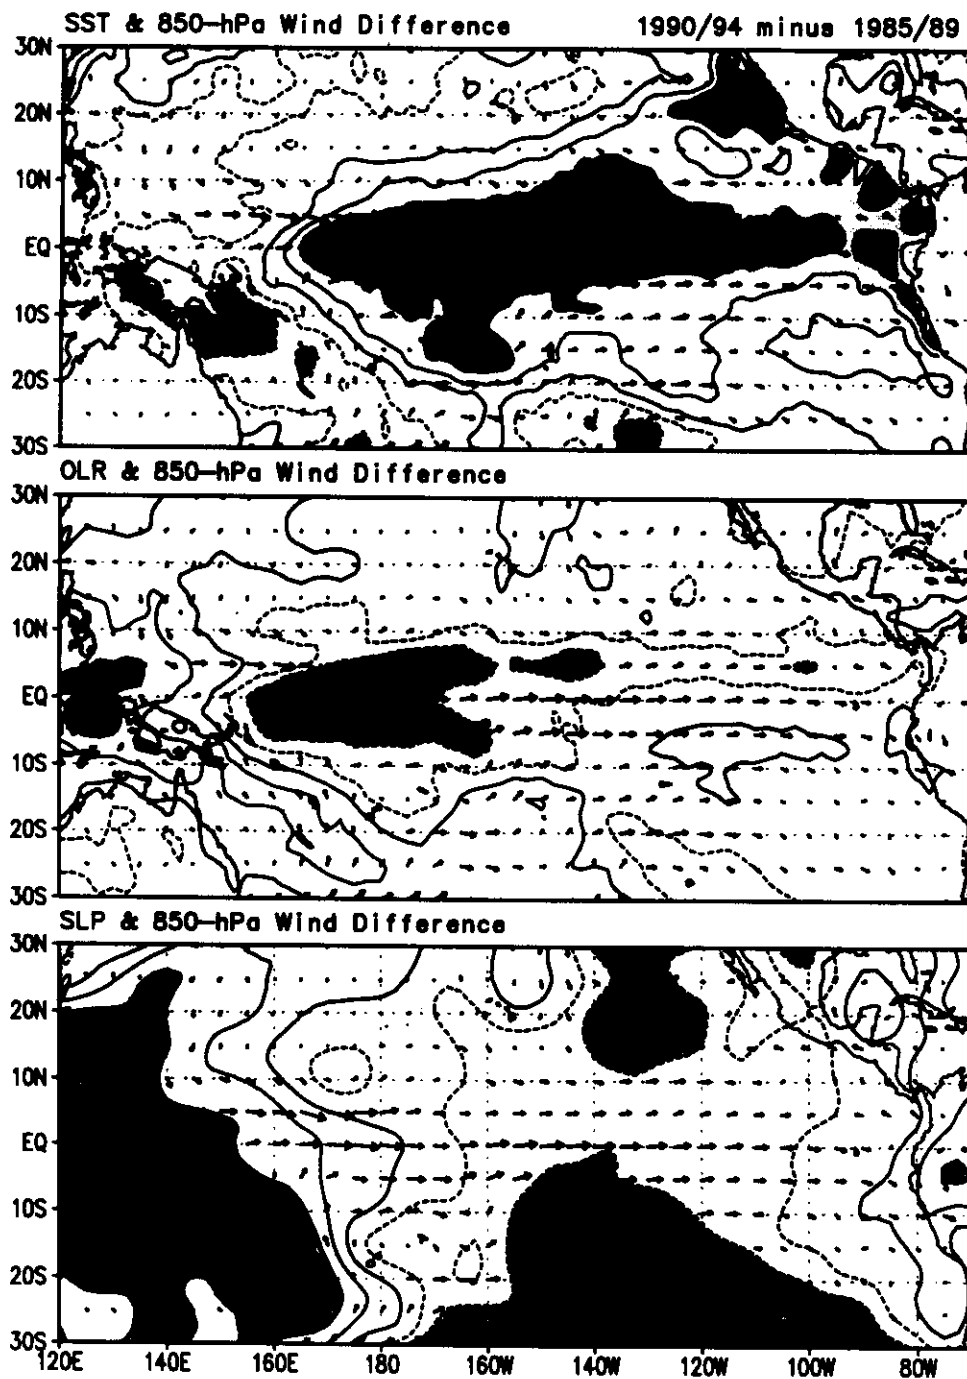 SST & 850-hPa Wind Difference 1990/94 minus 1985/89
30N
20N
10N
EQ
10S
20S
30S
OLR & 850-hPa Wind Difference
30N
20N
10N
EQ
10S
20S
30S
SLP & 850-hPa Wind Difference
30N
20N
10N
EQ
10S
20S
30S
120E 140E 160E 180 160W 140W 120W 100W 80W